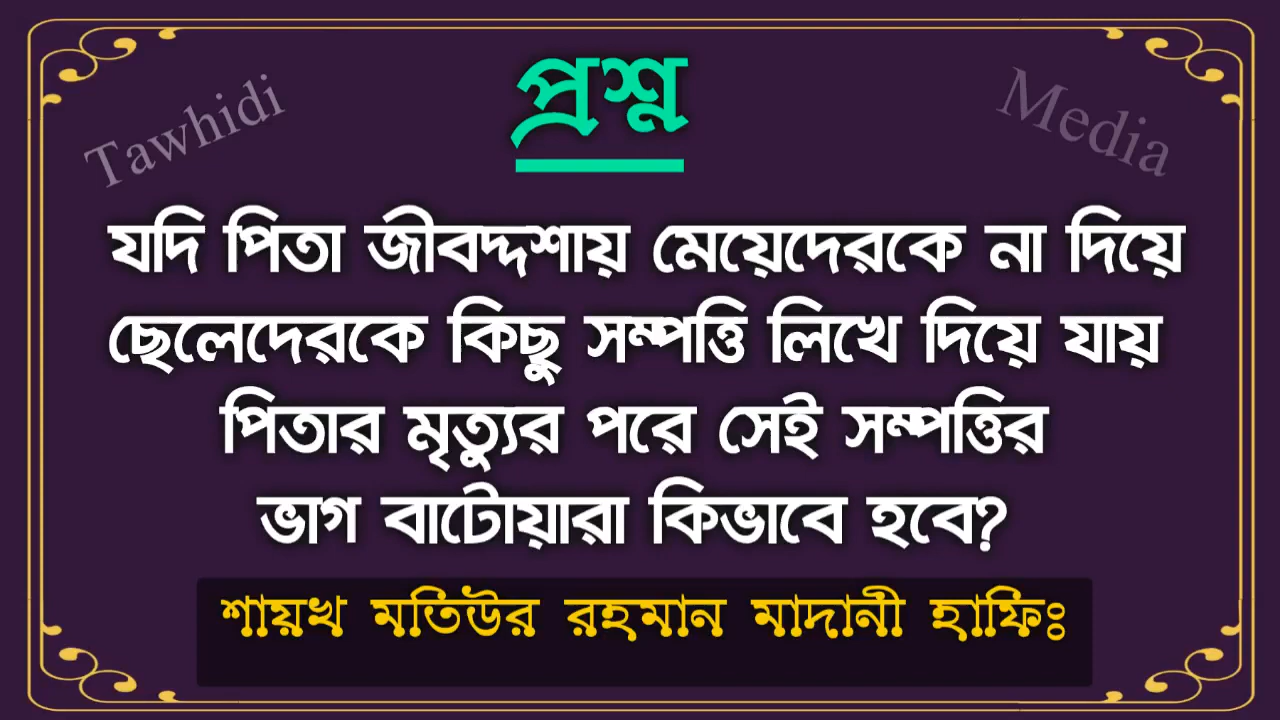 Tawhidi
Media
প্রশ্ন
যদি পিতা জীবদ্দশায় মেয়েদেরকে না দিয়ে
ছেলেদেরকে কিছু সম্পত্তি লিখে দিয়ে যায়
পিতার মৃত্যুর পরে সেই সম্পত্তির
ভাগ বাটোয়ারা কিভাবে হবে?
শায়খ মতিউর রহমান মাদানী হাফিঃ